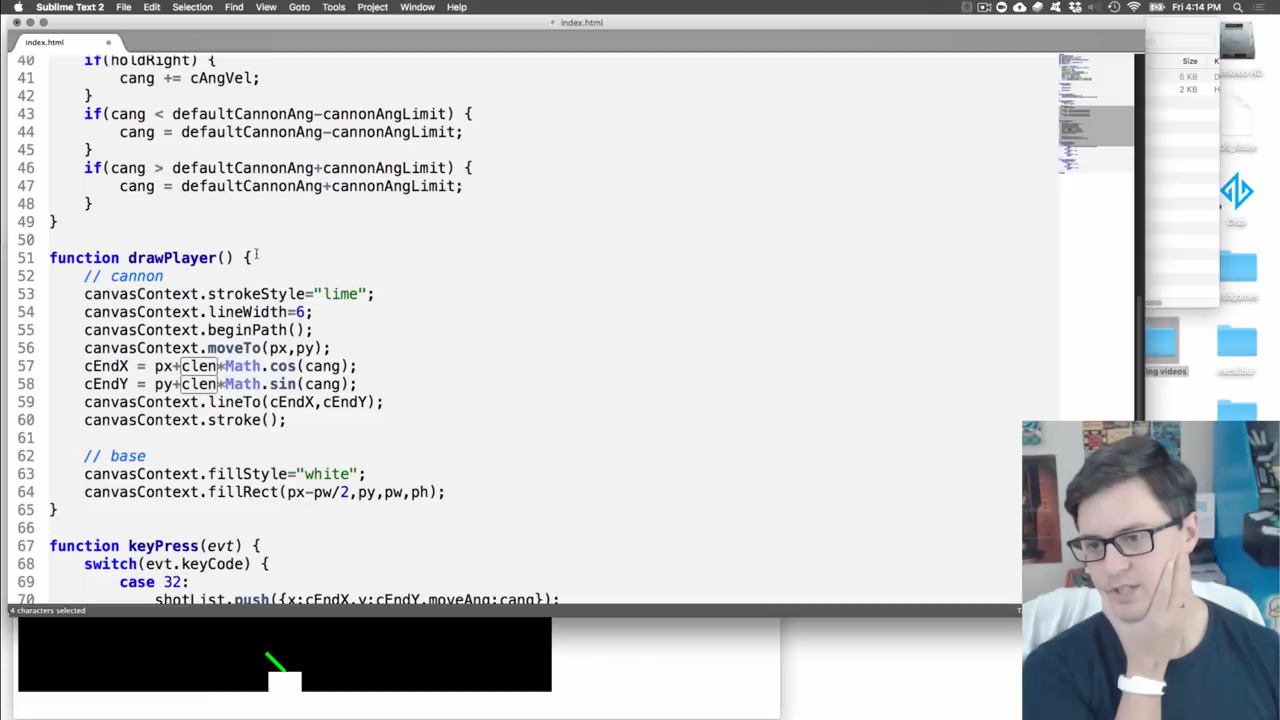 Sublime Text 2 File Edit Selection Find View Goto Tools Project Window Help Fri 4:14 PM
index.html
index.html
40 if(holdRight) {
41 cang += cAngVel;
42 }
43 if(cang < defaultCannonAng-cannonAngLimit) {
44 cang = defaultCannonAng-cannonAngLimit;
45 }
46 if(cang > defaultCannonAng+cannonAngLimit) {
47 cang = defaultCannonAng+cannonAngLimit;
48 }
49 }
50
51 function drawPlayer() {
52 // cannon
53 canvasContext.strokeStyle="lime";
54 canvasContext.lineWidth=6;
55 canvasContext.beginPath();
56 canvasContext.moveTo(px,py);
57 cEndX = px+clen*Math.cos(cang);
58 cEndY = py+clen*Math.sin(cang);
59 canvasContext.lineTo(cEndX,cEndY);
60 canvasContext.stroke();
61
62 // base
63 canvasContext.fillStyle="white";
64 canvasContext.fillRect(px-pw/2,py,pw,ph);
65 }
66
67 function keyPress(evt) {
68 switch(evt.keyCode) {
69 case 32:
70 shotList.push({x:cEndX,y:cEndY,moveAng:cang});
4 characters selected
Size K
6 KB D
2 KB H
DS_Store
Club
excalibur
ing videos